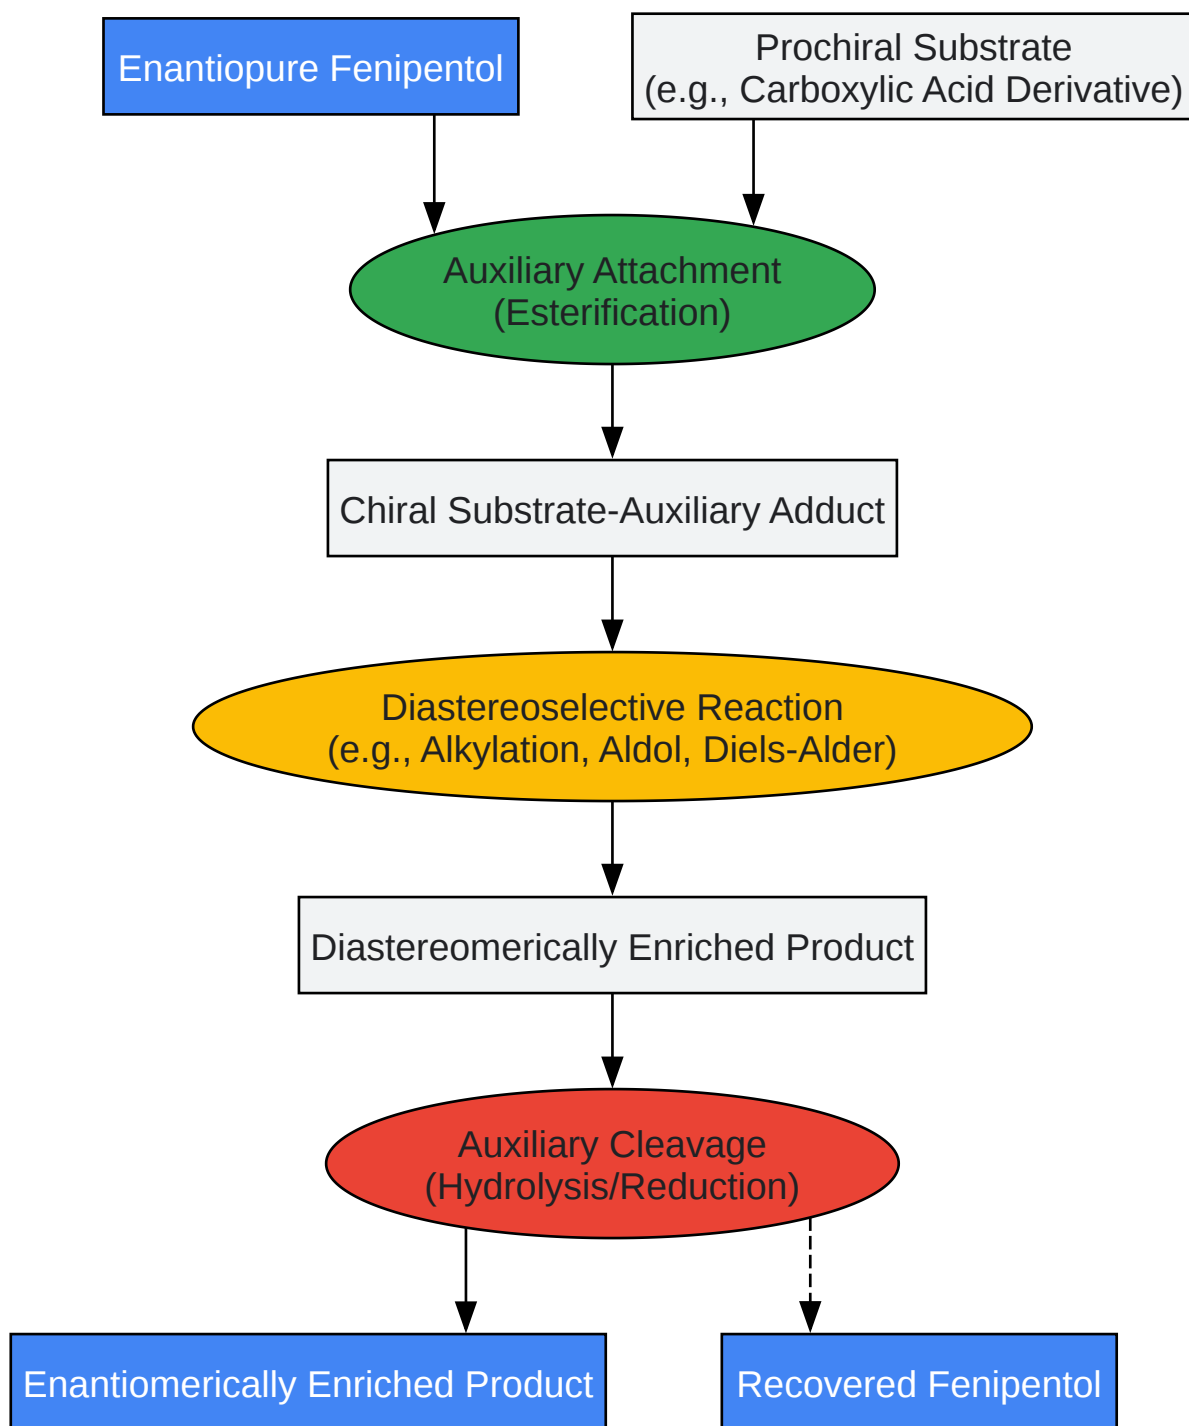 Enantiopure Fenipentol
Prochiral Substrate
(e.g., Carboxylic Acid Derivative)
Auxiliary Attachment
(Esterification)
Chiral Substrate-Auxiliary Adduct
Diastereoselective Reaction
(e.g., Alkylation, Aldol, Diels-Alder)
Diastereomerically Enriched Product
Auxiliary Cleavage
(Hydrolysis/Reduction)
Enantiomerically Enriched Product
Recovered Fenipentol